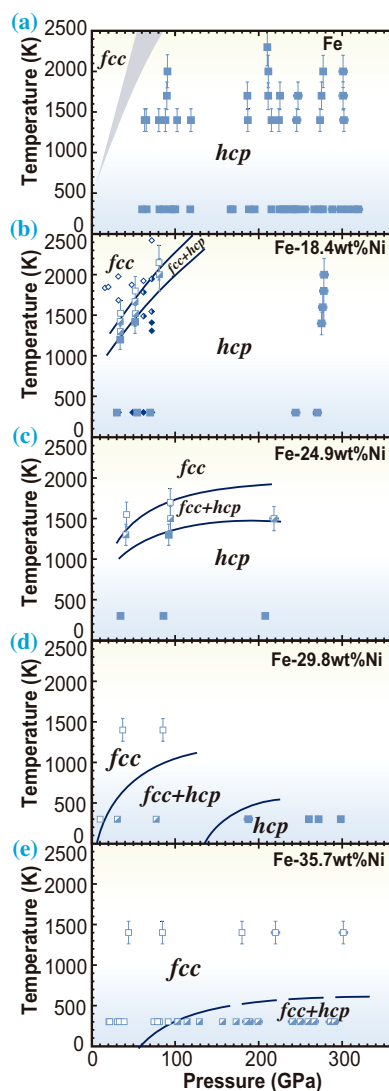 (a)
2500
Fe
fcc
2000
1500
hcp
1000
500
0
Temperature (K)
(b)
2500
Fe-18.4wt%Ni
fcc
fcc+hcp
2000
1500
hcp
1000
500
0
Temperature (K)
(c)
2500
Fe-24.9wt%Ni
fcc
2000
1500
fcc+hcp
hcp
1000
500
0
Temperature (K)
(d)
2500
Fe-29.8wt%Ni
2000
1500
fcc
1000
fcc+hcp
500
hcp
0
Temperature (K)
(e)
2500
Fe-35.7wt%Ni
2000
1500
fcc
1000
fcc+hcp
500
0
Temperature (K)
0
100
200
300
Pressure (GPa)